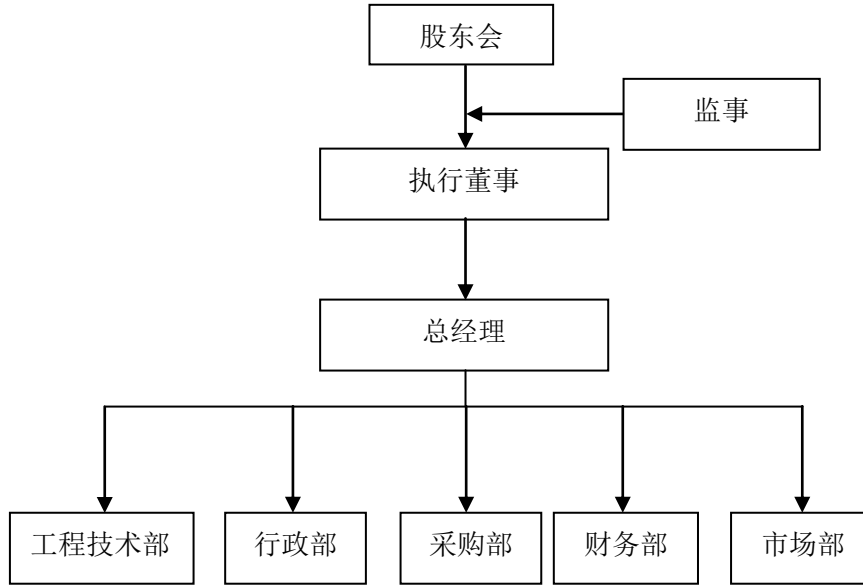 股东会
监事
执行董事
总经理
工程技术部
行政部
采购部
财务部
市场部